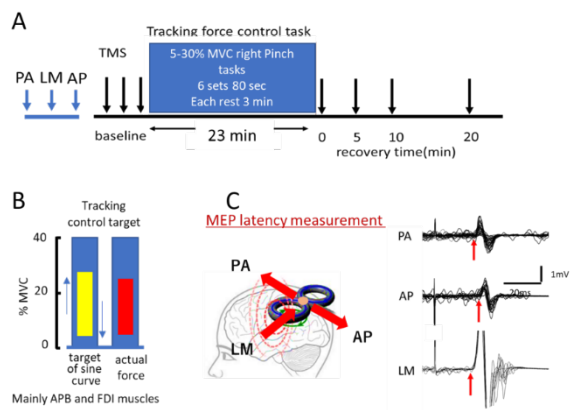 A
Tracking force control task
TMS
5-30% MVC right Pinch
tasks
6 sets 80 sec
Each rest 3 min
PA LM AP
baseline
23 min
0 5 10 20
recovery time(min)
B
Tracking
control target
40
20
0
% MVC
target
of sine
curve
actual
force
Mainly APB and FDI muscles
C
MEP latency measurement
PA
LM
AP
PA
AP
LM
1mV
20ms